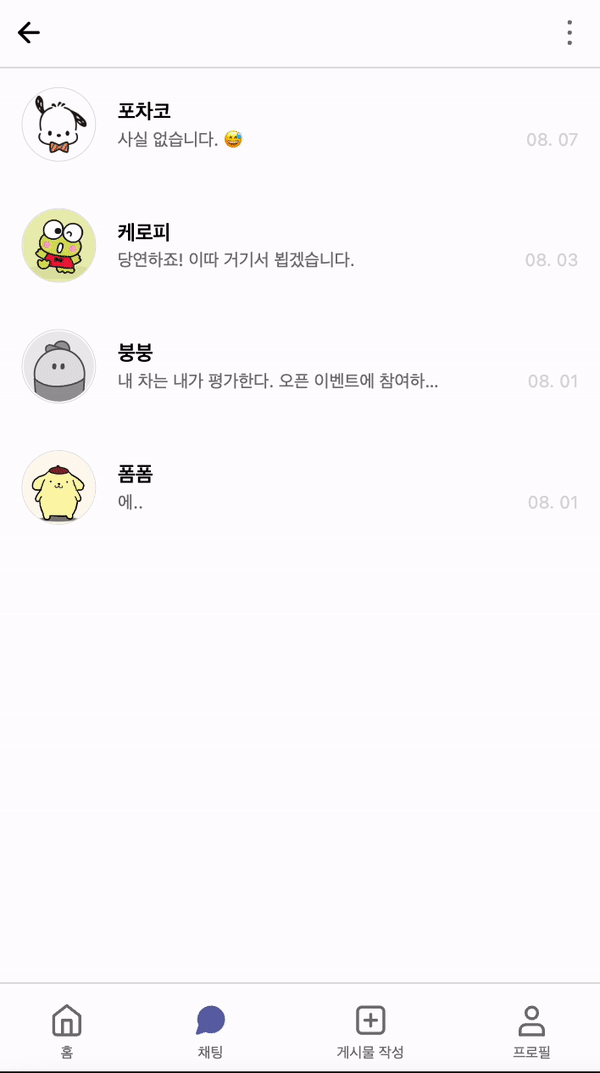 포차코
사실 없습니다. 😅
08. 07
케로피
당연하죠! 이따 거기서 뵙겠습니다.
08. 03
붕붕
내 차는 내가 평가한다. 오픈 이벤트에 참여하...
08. 01
폼폼
에..
08. 01
홈
채팅
게시물 작성
프로필